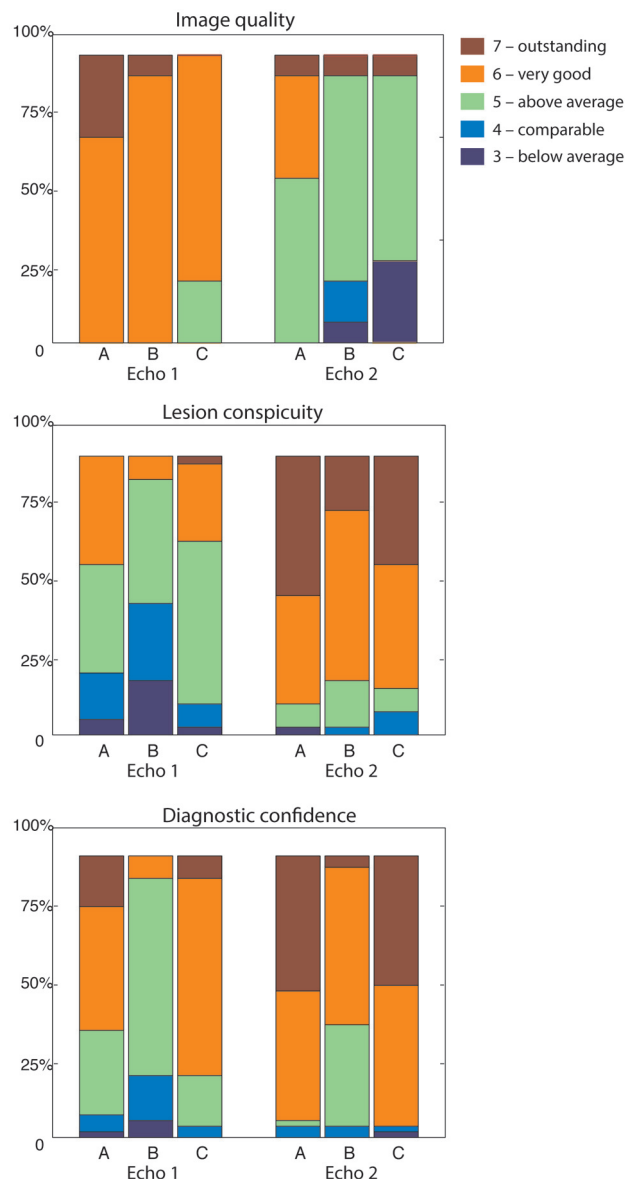 Image quality
100%
75%
50%
25%
0
A B C A B C
Echo 1 Echo 2
7 – outstanding
6 – very good
5 – above average
4 – comparable
3 – below average
Lesion conspicuity
100%
75%
50%
25%
0
A B C A B C
Echo 1 Echo 2
Diagnostic confidence
100%
75%
50%
25%
0
A B C A B C
Echo 1 Echo 2